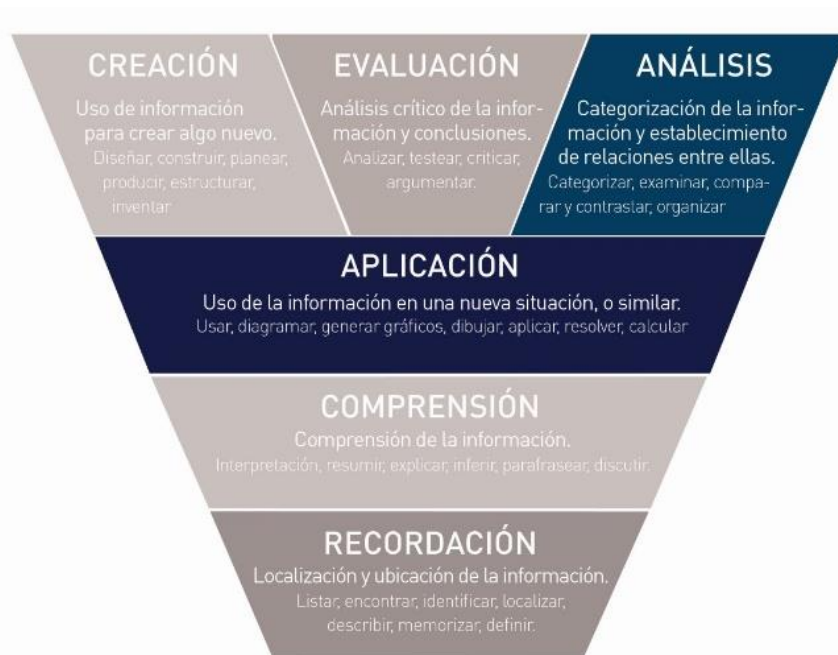 CREACIÓN
Uso de información
para crear algo nuevo.
Diseñar, construir, planear,
producir, estructurar,
inventar
EVALUACIÓN
Análisis crítico de la infor-
mación y conclusiones.
Analizar, testear, criticar,
argumentar.
ANÁLISIS
Categorización de la infor-
mación y establecimiento
de relaciones entre ellas.
Categorizar, examinar, compa-
rar y contrastar, organizar
APLICACIÓN
Uso de la información en una nueva situación, o similar.
Usar, diagramar, generar gráficos, dibujar, aplicar, resolver, calcular
COMPRENSIÓN
Comprensión de la información.
Interpretación, resumir, explicar, inferir, parafrasear, discutir.
RECORDACIÓN
Localización y ubicación de la información.
Listar, encontrar, identificar, localizar,
describir, memorizar, definir.